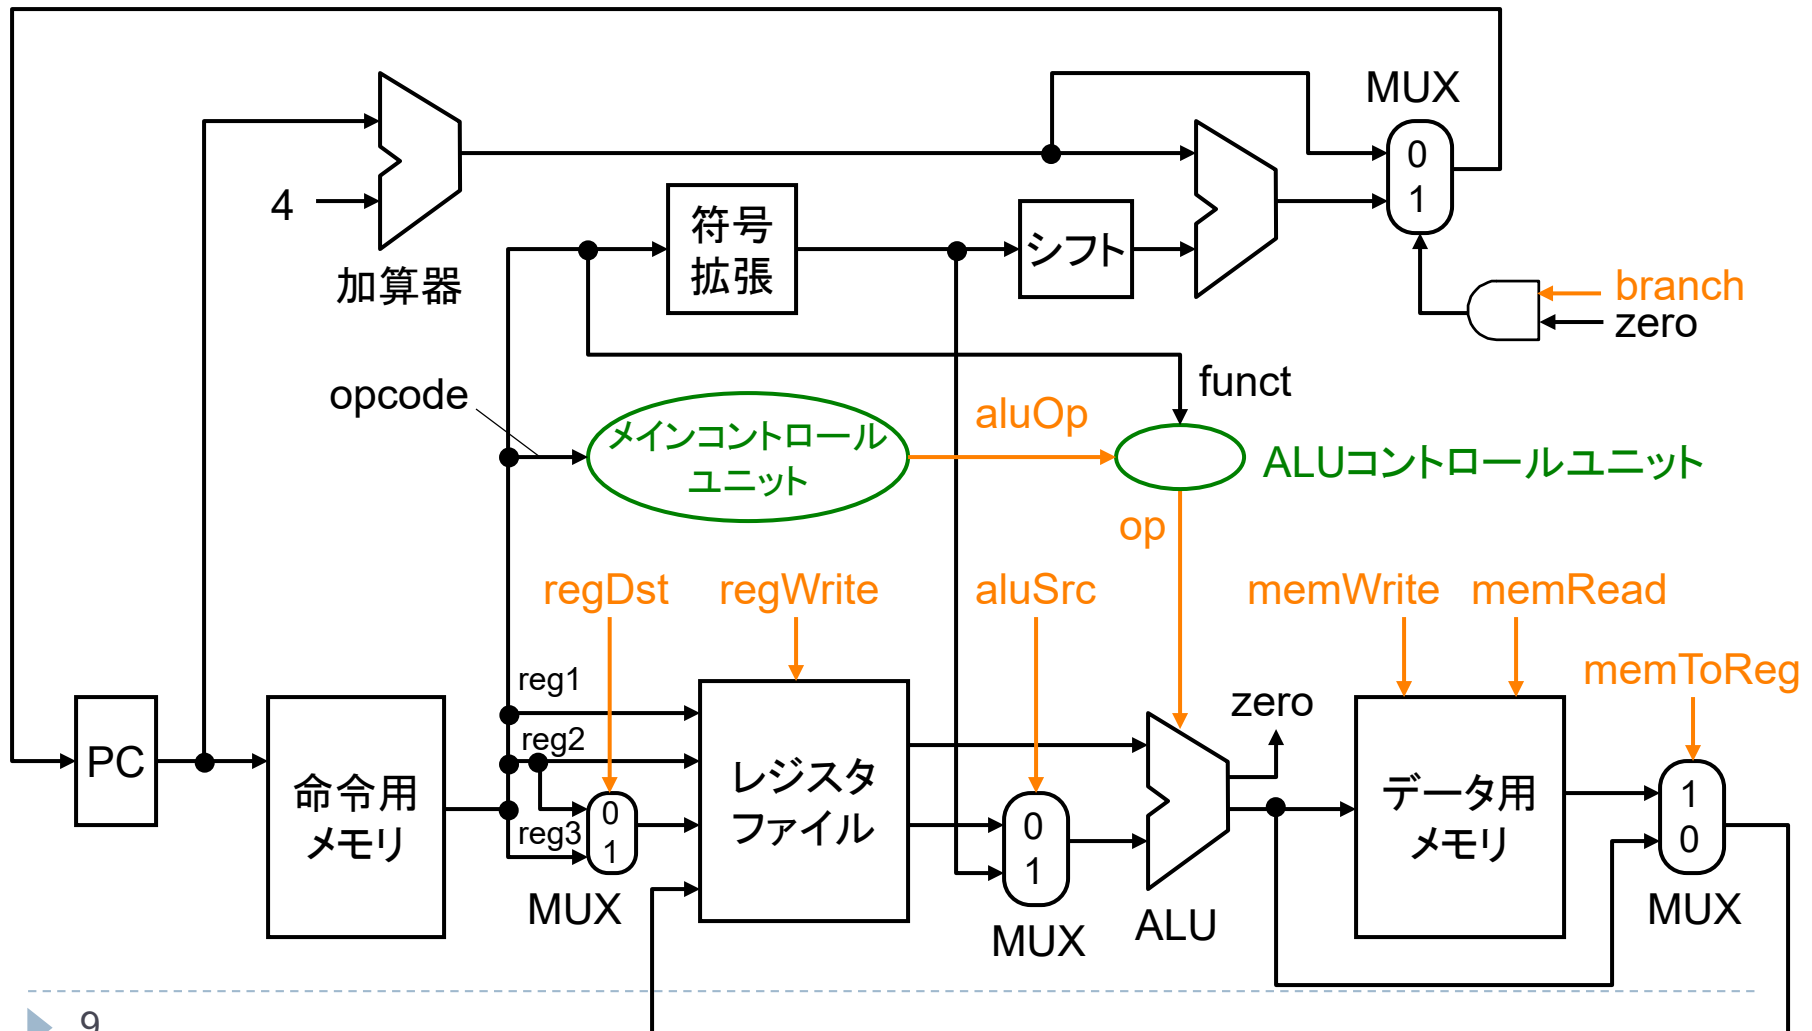 MUX
0
1
4
加算器
符号
拡張
シフト
branch
zero
opcode
メインコントロール
ユニット
aluOp
funct
ALUコントロールユニット
op
regDst
regWrite
aluSrc
memWrite
memRead
memToReg
reg1
reg2
reg3
PC
命令用
メモリ
0
1
MUX
レジスタ
ファイル
0
1
MUX
zero
ALU
データ用
メモリ
1
0
MUX
9